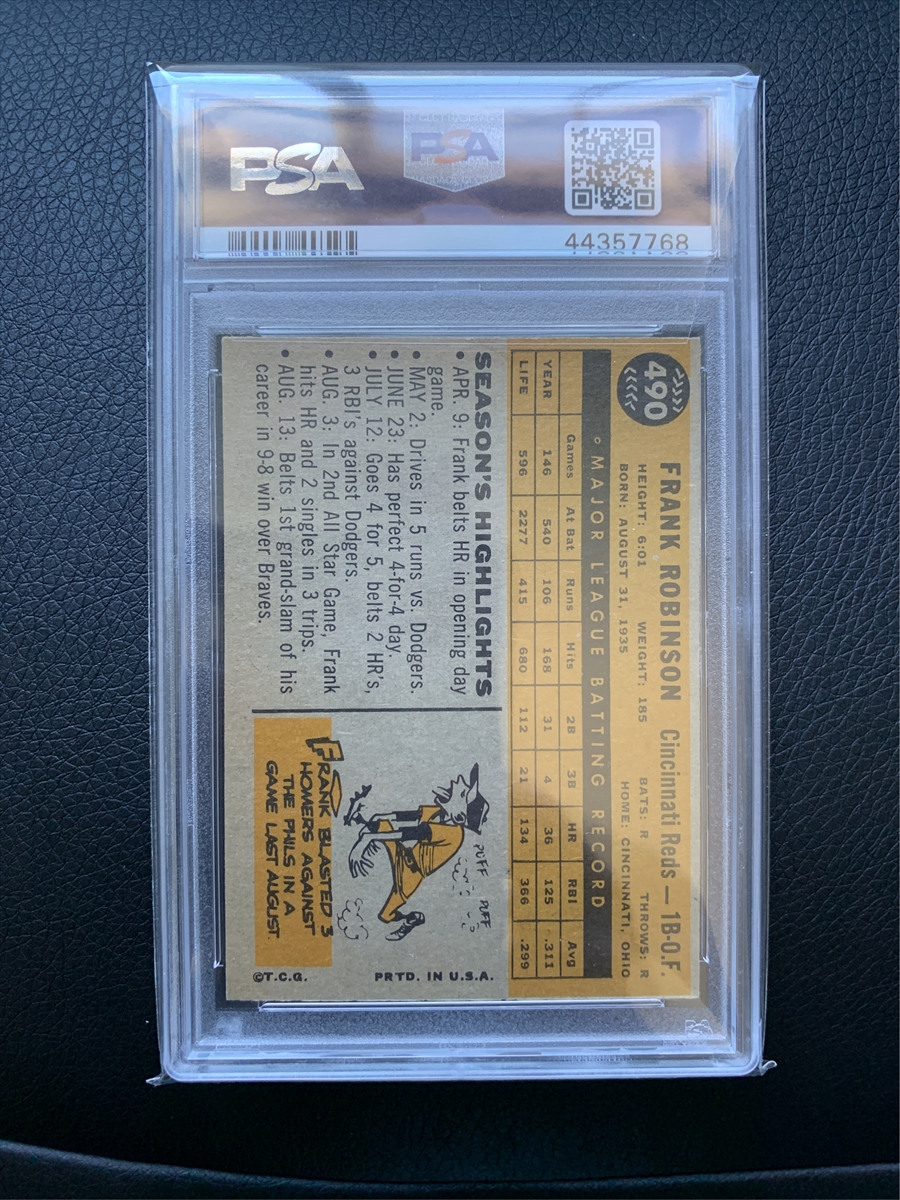 PSA
PSA
44357768
490
FRANK ROBINSON Cincinnati Reds — 1B-O.F.
HEIGHT: 6:01 WEIGHT: 185 BATS: R THROWS: R
BORN: AUGUST 31, 1935 HOME: CINCINNATI, OHIO
MAJOR LEAGUE BATTING RECORD
Games At Bat Runs Hits 2B 3B HR RBI Avg
YEAR 146 540 106 168 31 4 36 125 .311
LIFE 596 2277 415 680 112 21 134 366 .299
SEASON'S HIGHLIGHTS
• APR. 9: Frank belts HR in opening day
game.
• MAY 2: Drives in 5 runs vs. Dodgers.
• JUNE 23: Has perfect 4-for-4 day.
• JULY 12: Goes 4 for 5, belts 2 HR's,
3 RBI's against Dodgers.
• AUG. 3: In 2nd All Star Game, Frank
hits HR and 2 singles in 3 trips.
• AUG. 13: Belts 1st grand-slam of his
career in 9-8 win over Braves.
PUFF
PUFF
FRANK BLASTED 3
HOMERS AGAINST
THE PHILS IN A
GAME LAST AUGUST.
PRTD. IN U.S.A.
©T.C.G.